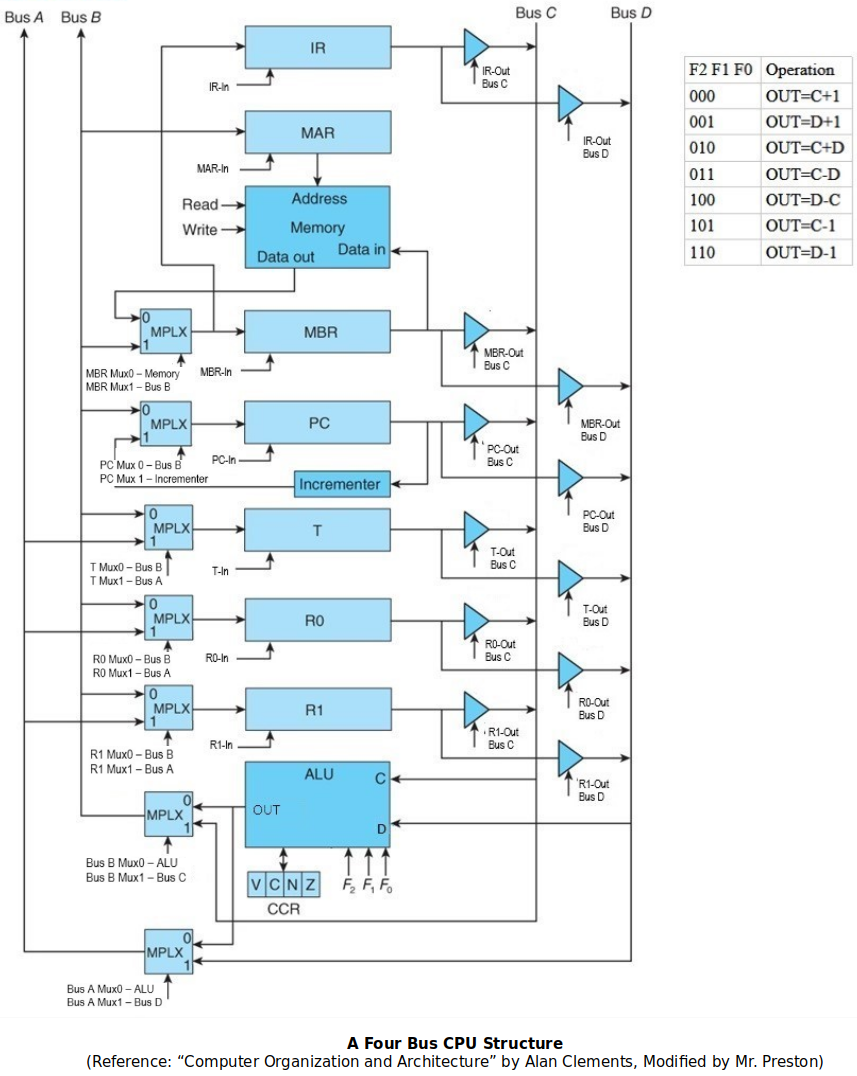 Bus A
Bus B
Bus C
Bus D
IR
IR-In
IR-Out
Bus C
IR-Out
Bus D
MAR
MAR-In
Read
Write
Address
Memory
Data in
Data out
0
MPLX
1
MBR
MBR Mux0 – Memory
MBR Mux1 – Bus B
MBR-In
MBR-Out
Bus C
MBR-Out
Bus D
0
MPLX
1
PC
PC Mux 0 – Bus B
PC Mux 1 – Incrementer
PC-In
Incrementer
PC-Out
Bus C
PC-Out
Bus D
0
MPLX
1
T
T Mux0 – Bus B
T Mux1 – Bus A
T-In
T-Out
Bus C
T-Out
Bus D
0
MPLX
1
R0
R0 Mux0 – Bus B
R0 Mux1 – Bus A
R0-In
R0-Out
Bus C
R0-Out
Bus D
0
MPLX
1
R1
R1 Mux0 – Bus B
R1 Mux1 – Bus A
R1-In
R1-Out
Bus C
R1-Out
Bus D
ALU
C
OUT
D
0
MPLX
1
Bus B Mux0 – ALU
Bus B Mux1 – Bus C
V C N Z
CCR
F2 F1 F0
0
MPLX
1
Bus A Mux0 – ALU
Bus A Mux1 – Bus D
F2 F1 F0 Operation
000 OUT=C+1
001 OUT=D+1
010 OUT=C+D
011 OUT=C-D
100 OUT=D-C
101 OUT=C-1
110 OUT=D-1
A Four Bus CPU Structure
(Reference: “Computer Organization and Architecture” by Alan Clements, Modified by Mr. Preston)